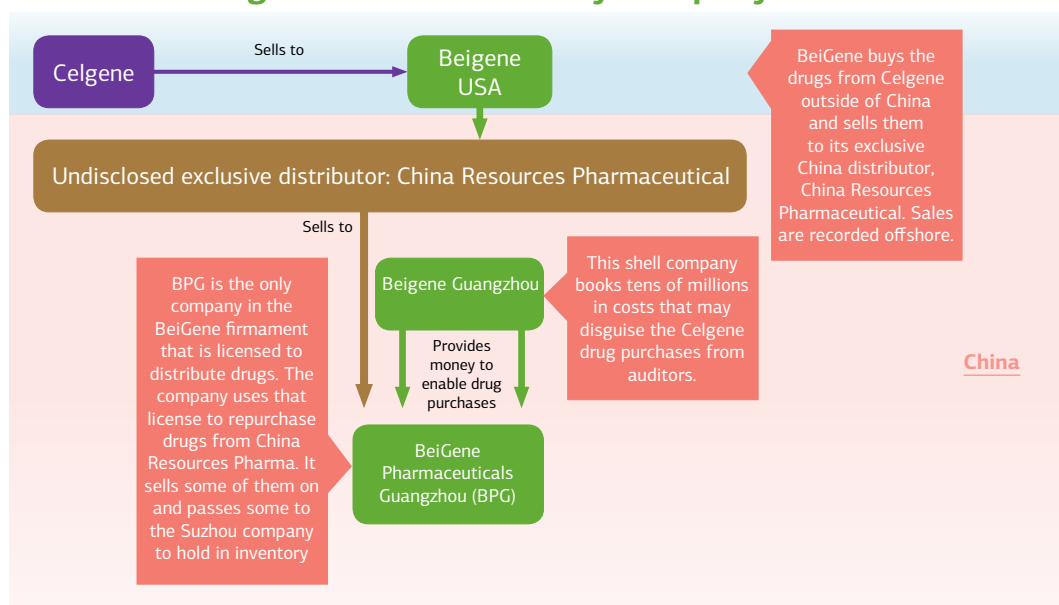 Sells to
Celgene
Beigene
USA
BeiGene buys the
drugs from Celgene
outside of China
and sells them
to its exclusive
China distributor,
China Resources
Pharmaceutical. Sales
are recorded offshore.
Undisclosed exclusive distributor: China Resources Pharmaceutical
Sells to
BPG is the only
company in the
BeiGene firmament
that is licensed to
distribute drugs. The
company uses that
license to repurchase
drugs from China
Resources Pharma. It
sells some of them on
and passes some to
the Suzhou company
to hold in inventory
Beigene Guangzhou
This shell company
books tens of millions
in costs that may
disguise the Celgene
drug purchases from
auditors.
Provides
money to
enable drug
purchases
China
BeiGene
Pharmaceuticals
Guangzhou (BPG)